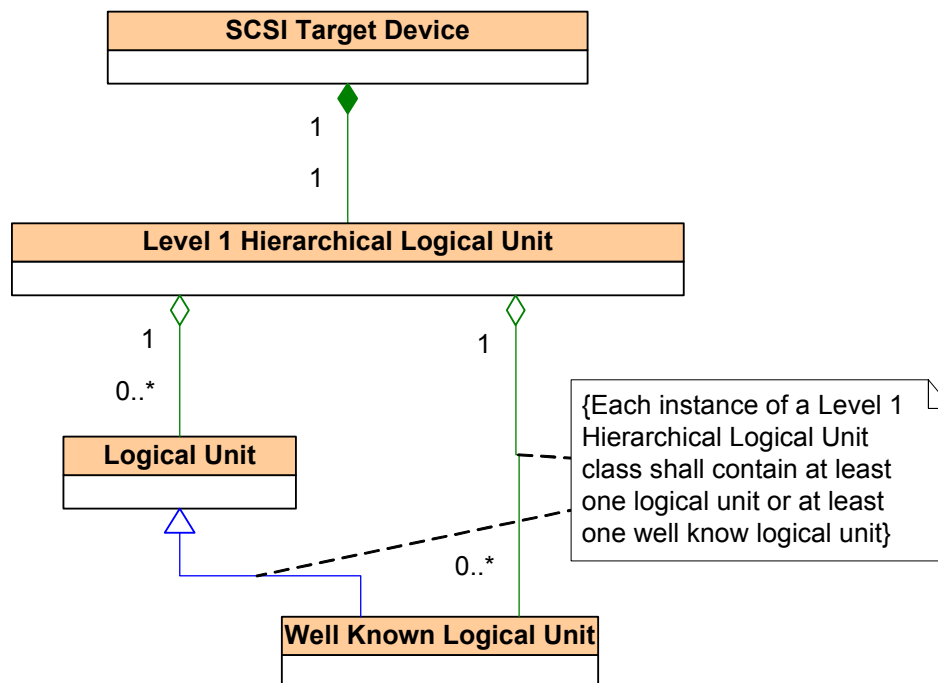 SCSI Target Device
1
1
Level 1 Hierarchical Logical Unit
1
1
0..*
{Each instance of a Level 1
Hierarchical Logical Unit
class shall contain at least
one logical unit or at least
one well know logical unit}
Logical Unit
0..*
Well Known Logical Unit